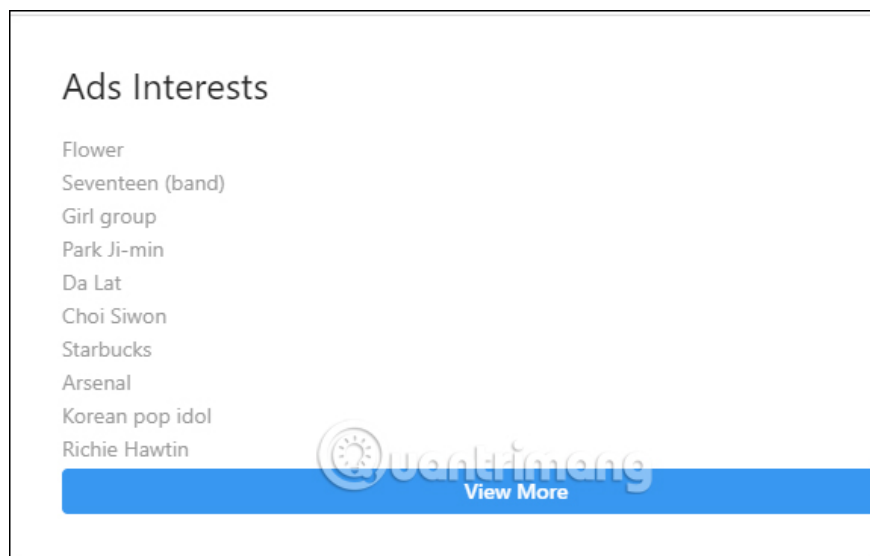 Ads Interests
Flower
Seventeen (band)
Girl group
Park Ji-min
Da Lat
Choi Siwon
Starbucks
Arsenal
Korean pop idol
Richie Hawtin
Quantrimang
View More